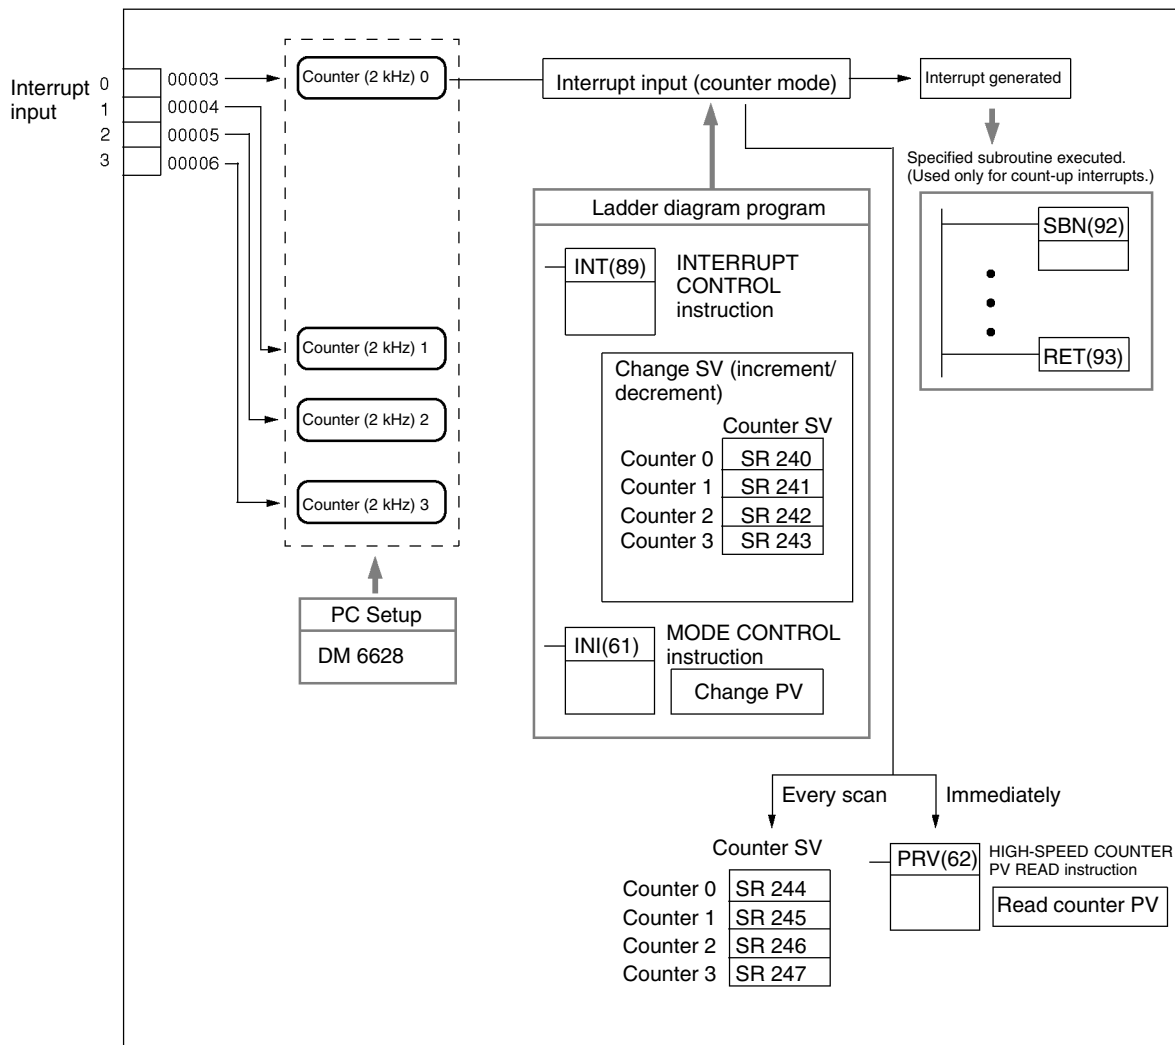 Interrupt
input
0
1
2
3
00003
00004
00005
00006
Counter (2 kHz) 0
Counter (2 kHz) 1
Counter (2 kHz) 2
Counter (2 kHz) 3
PC Setup
DM 6628
Interrupt input (counter mode)
Interrupt generated
Specified subroutine executed.
(Used only for count-up interrupts.)
SBN(92)
RET(93)
Ladder diagram program
INT(89)
INTERRUPT
CONTROL
instruction
Change SV (increment/
decrement)
Counter SV
Counter 0 SR 240
Counter 1 SR 241
Counter 2 SR 242
Counter 3 SR 243
INI(61)
MODE CONTROL
instruction
Change PV
Every scan
Immediately
Counter SV
Counter 0 SR 244
Counter 1 SR 245
Counter 2 SR 246
Counter 3 SR 247
PRV(62)
HIGH-SPEED COUNTER
PV READ instruction
Read counter PV